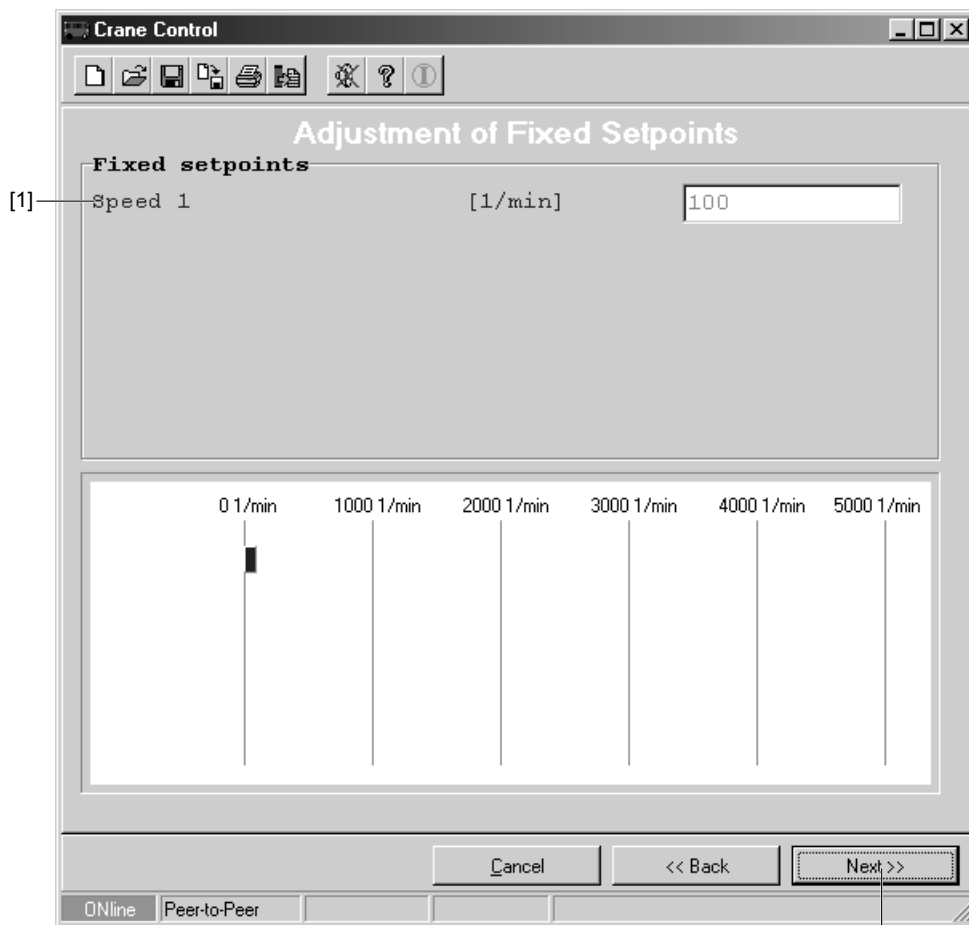 Crane Control
Adjustment of Fixed Setpoints
Fixed setpoints
[1] Speed 1 [1/min] 100
0 1/min 1000 1/min 2000 1/min 3000 1/min 4000 1/min 5000 1/min
Cancel << Back Next >>
ONline Peer-to-Peer